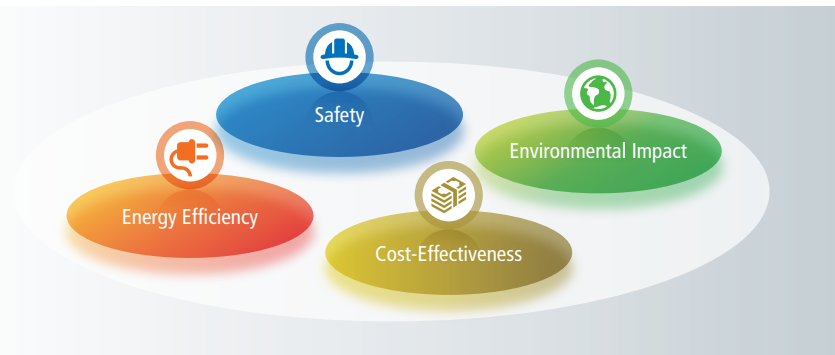 Safety
Environmental Impact
Energy Efficiency
Cost-Effectiveness